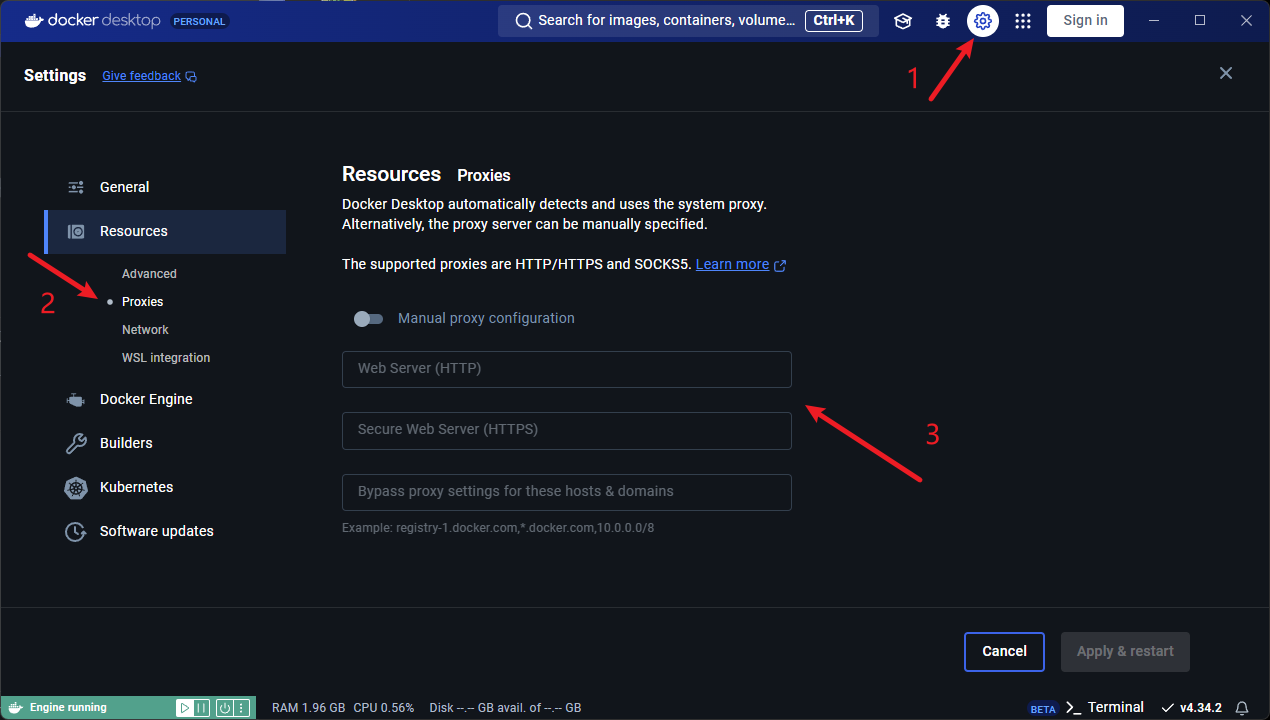 docker desktop PERSONAL
Search for images, containers, volume... Ctrl+K
Sign in
Settings Give feedback
1
General
Resources
Advanced
2
Proxies
Network
WSL integration
Docker Engine
Builders
Kubernetes
Software updates
Resources Proxies
Docker Desktop automatically detects and uses the system proxy.
Alternatively, the proxy server can be manually specified.
The supported proxies are HTTP/HTTPS and SOCKS5. Learn more
Manual proxy configuration
Web Server (HTTP)
Secure Web Server (HTTPS)
3
Bypass proxy settings for these hosts & domains
Example: registry-1.docker.com,*.docker.com,10.0.0.0/8
Cancel
Apply & restart
Engine running
RAM 1.96 GB CPU 0.56% Disk --.-- GB avail. of --.-- GB
BETA >_ Terminal v4.34.2